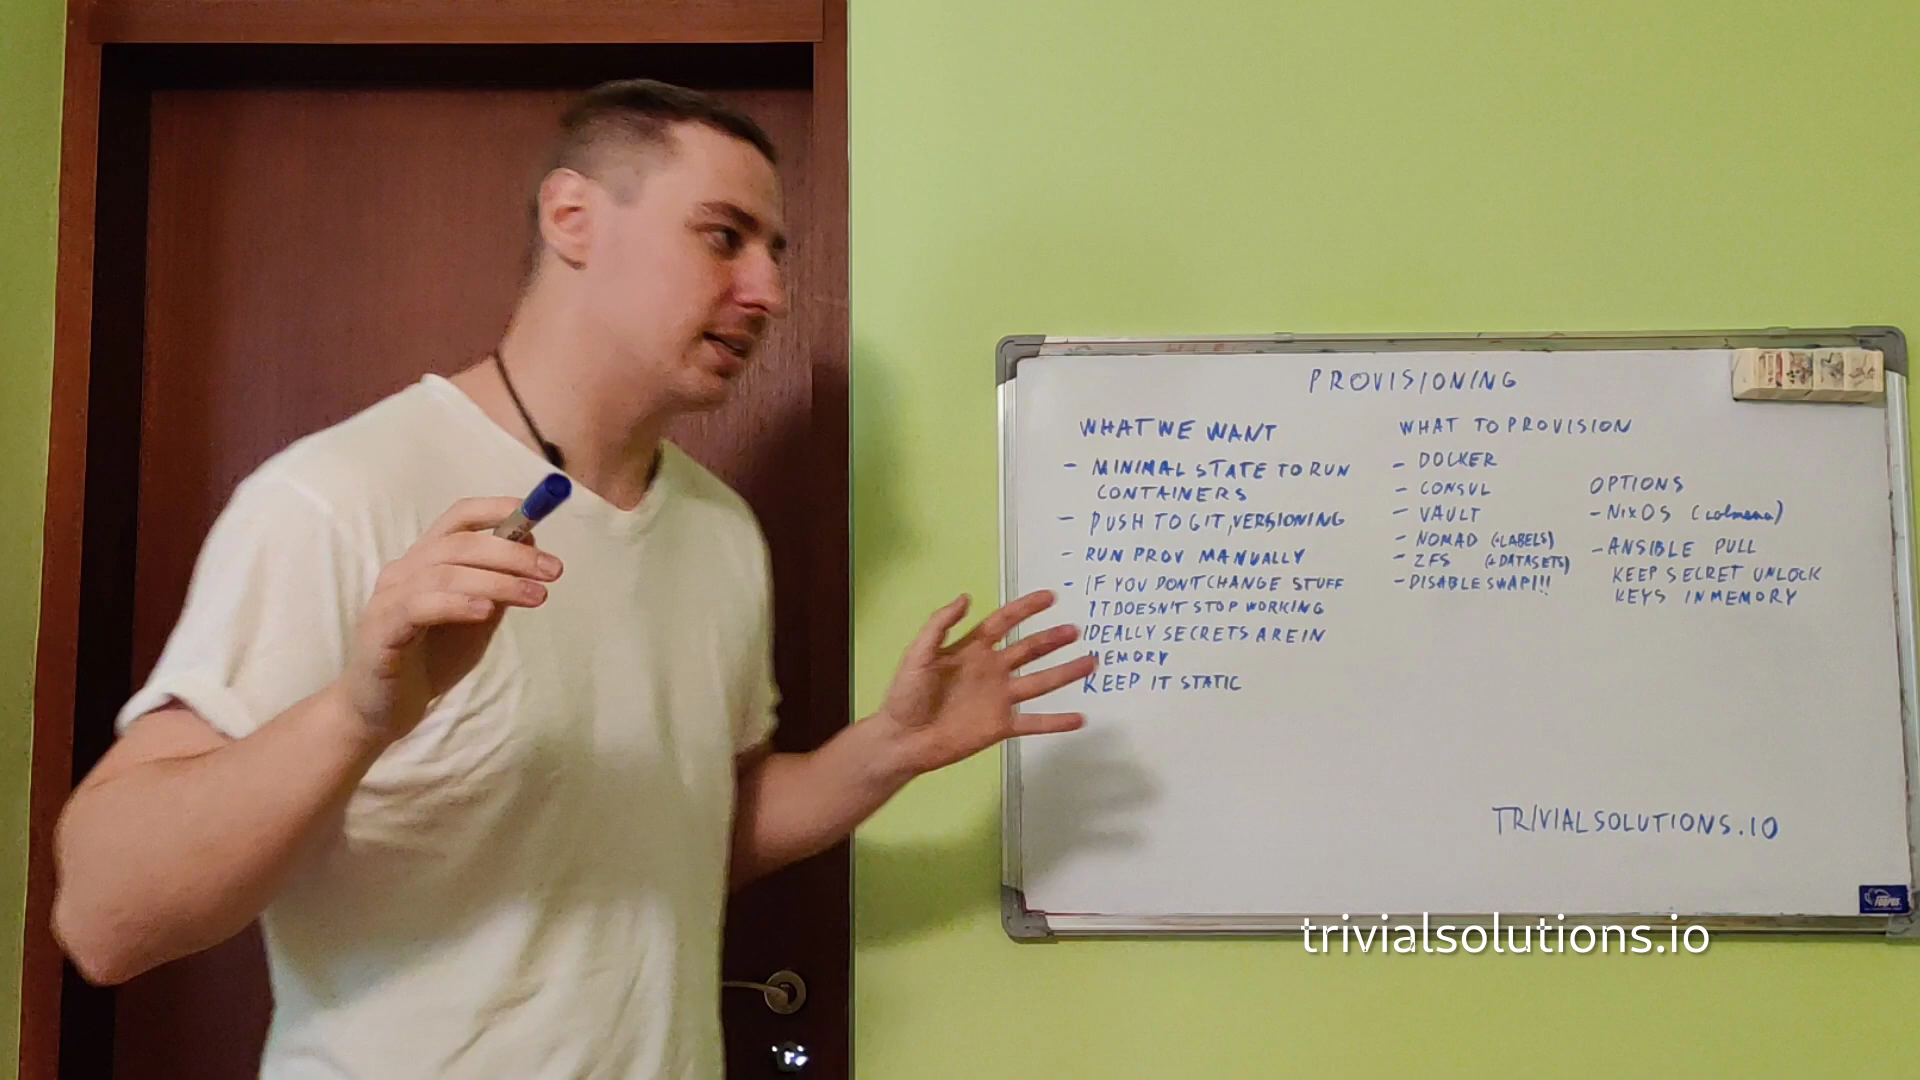 PROVISIONING
WHAT WE WANT
- MINIMAL STATE TO RUN
CONTAINERS
- PUSH TO GIT, VERSIONING
- RUN PROV MANUALLY
- IF YOU DON'T CHANGE STUFF
IT DOESN'T STOP WORKING
IDEALLY SECRETS ARE IN
MEMORY
KEEP IT STATIC
WHAT TO PROVISION
- DOCKER
- CONSUL
- VAULT
- NOMAD (+LABELS)
- ZFS (+DATASETS)
- DISABLE SWAP!!!
OPTIONS
- NixOS (colmena)
- ANSIBLE PULL
KEEP SECRET UNLOCK
KEYS IN MEMORY
TRIVIALSOLUTIONS.IO
trivialsolutions.io